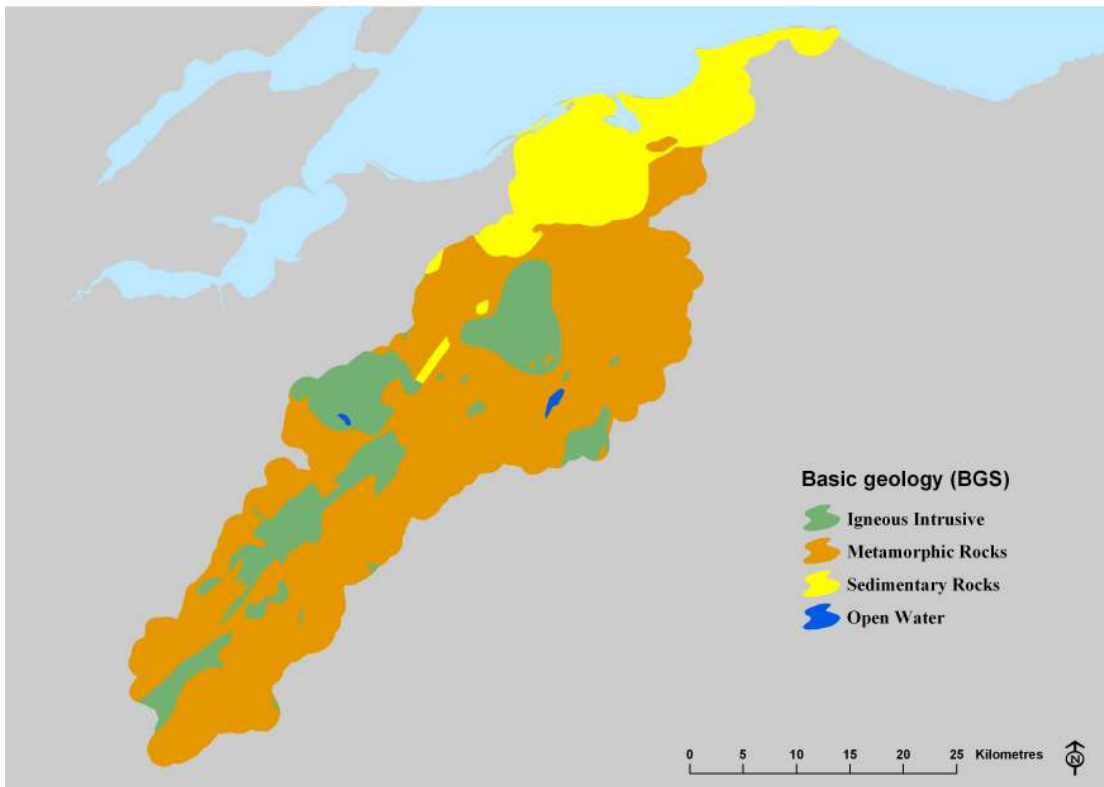 Basic geology (BGS)
Igneous Intrusive
Metamorphic Rocks
Sedimentary Rocks
Open Water
0 5 10 15 20 25 Kilometres
N